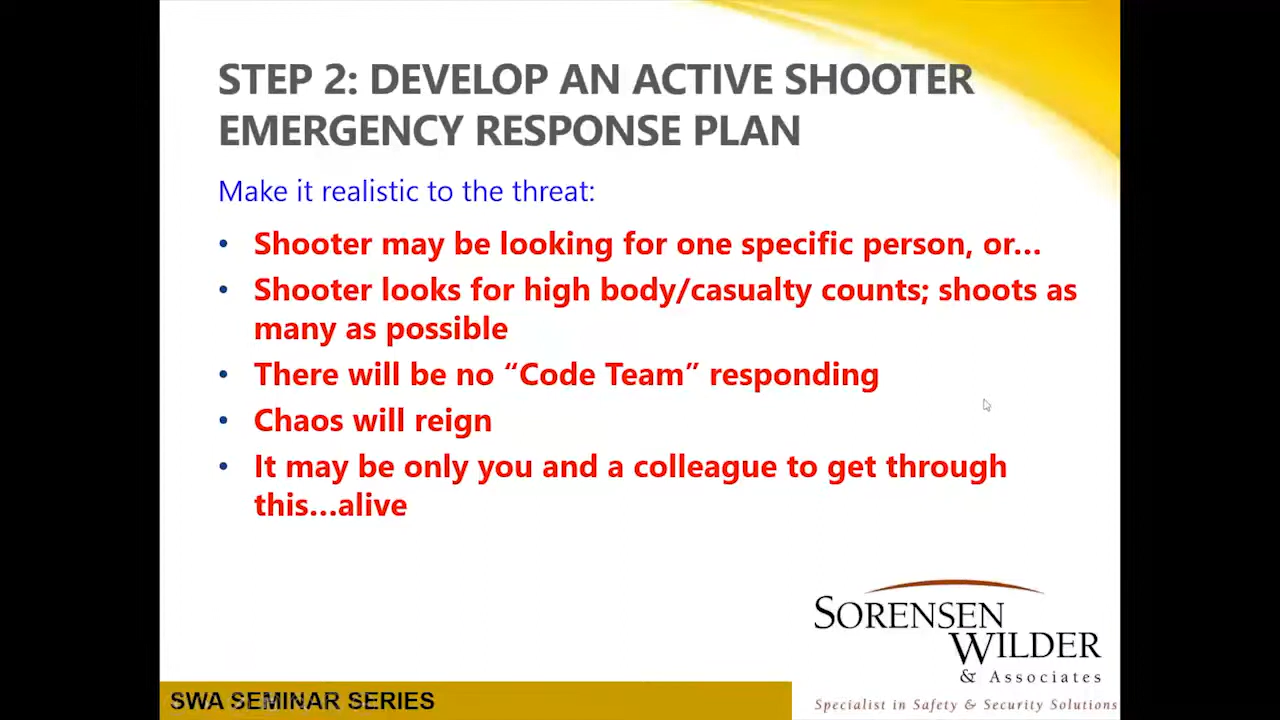 STEP 2: DEVELOP AN ACTIVE SHOOTER
EMERGENCY RESPONSE PLAN
Make it realistic to the threat:
• Shooter may be looking for one specific person, or...
• Shooter looks for high body/casualty counts; shoots as
many as possible
• There will be no “Code Team” responding
• Chaos will reign
• It may be only you and a colleague to get through
this...alive
SORENSEN
WILDER
& Associates
SWA SEMINAR SERIES
Specialist in Safety & Security Solutions